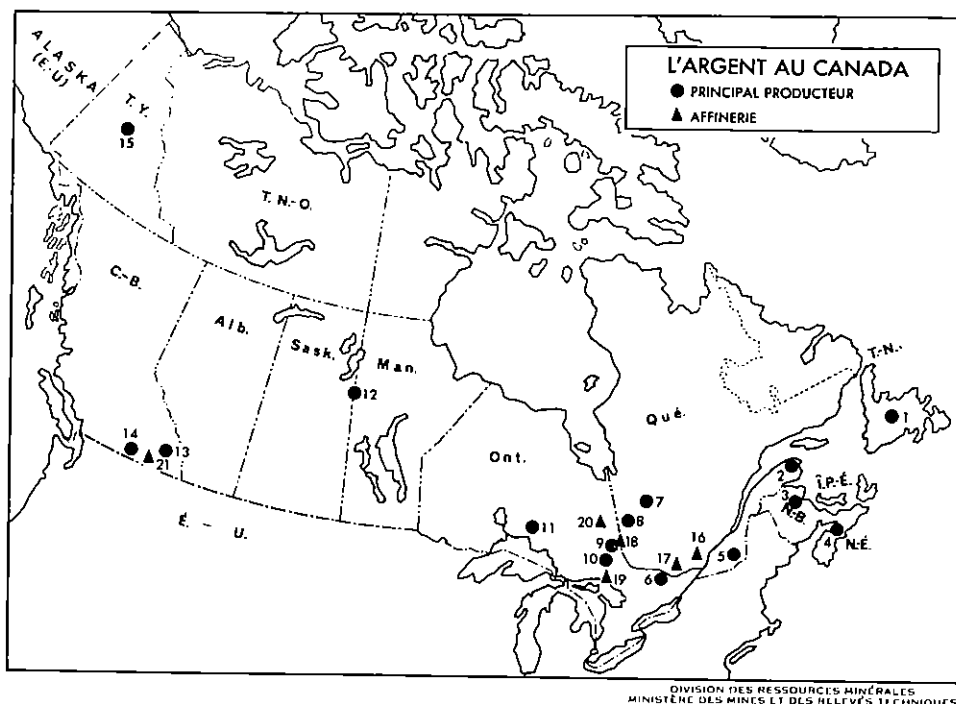 L'ARGENT AU CANADA
● PRINCIPAL PRODUCTEUR
▲ AFFINERIE
ALASKA
(É.-U)
T.Y.
15
T.N.-O.
C.-B.
Alb.
Sask.
Man.
12
T.-N.
1
Qué.
Ont.
14
13
21
2
Î.P.-É.
3
N.-B.
7
É. - U.
20
8
11
16
4
N.-É.
9
18
17
5
10
19
6
DIVISION DES RESSOURCES MINÉRALES
MINISTÈRE DES MINES ET DES RELEVÉS TECHNIQUES